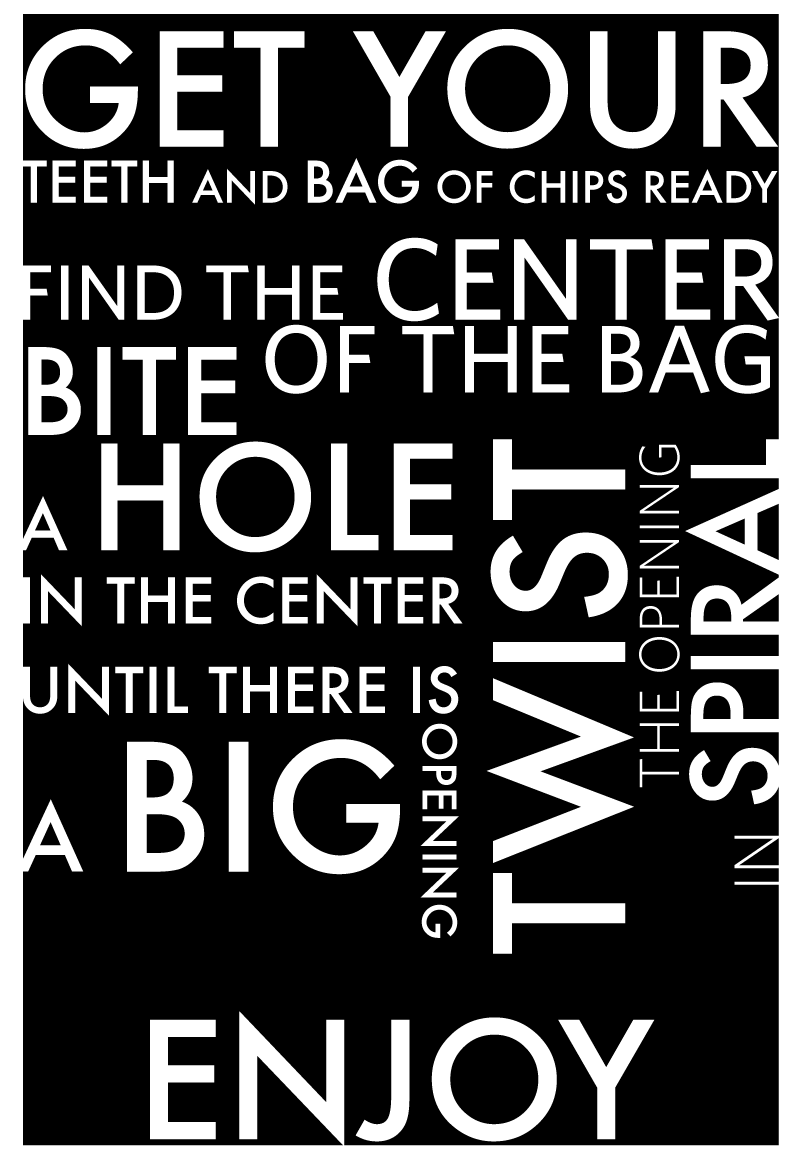 GET YOUR
TEETH AND BAG OF CHIPS READY
FIND THE CENTER
OF THE BAG
BITE
A HOLE
IN THE CENTER
UNTIL THERE IS
A BIG
OPENING
TWIST
THE OPENING
IN SPIRAL
ENJOY